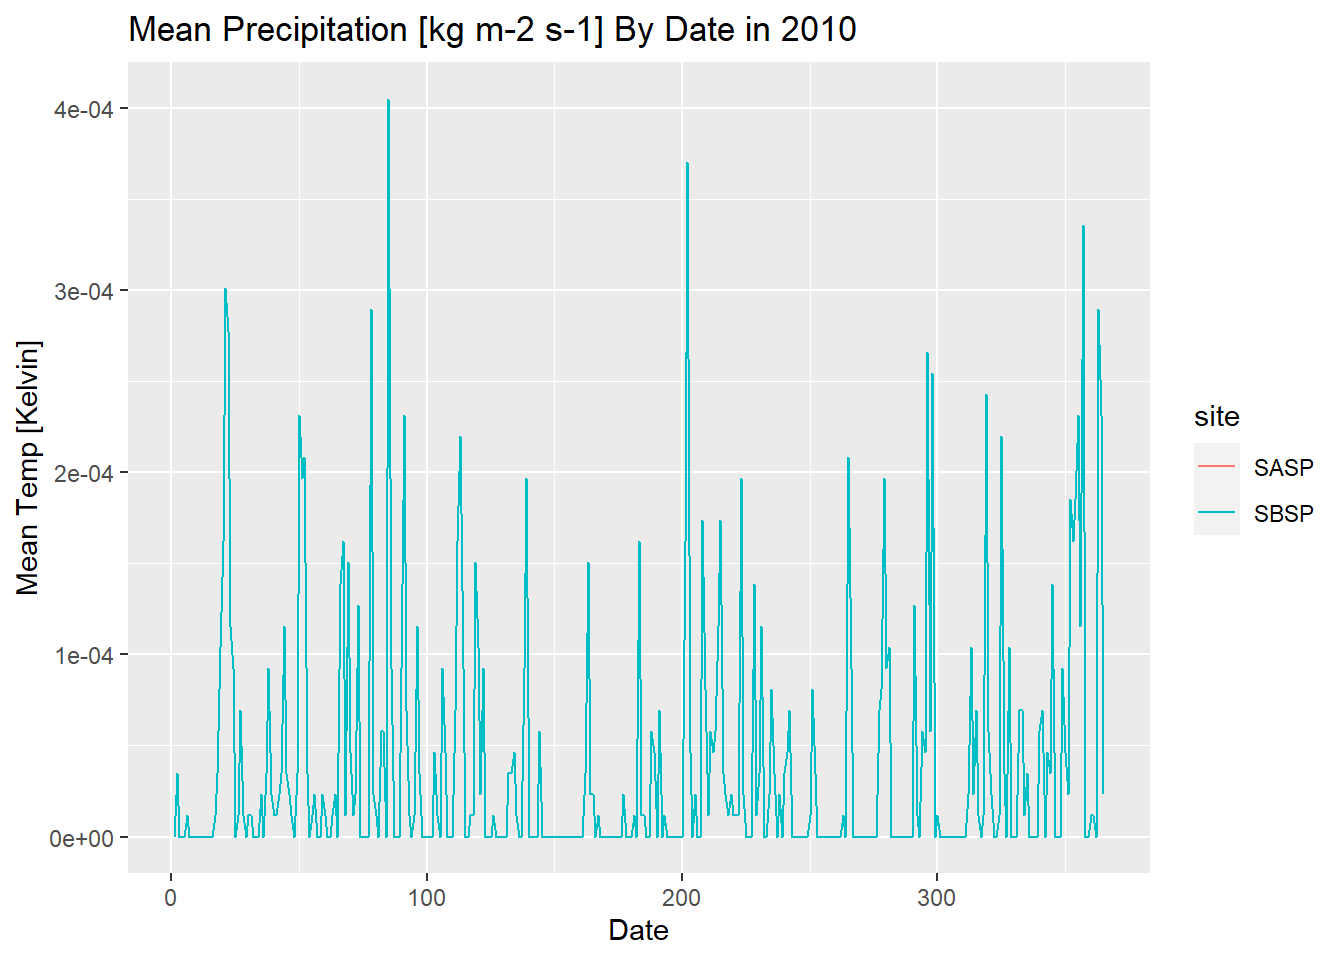 Mean Precipitation [kg m-2 s-1] By Date in 2010
4e-04
3e-04
2e-04
1e-04
0e+00
Mean Temp [Kelvin]
0 100 200 300
Date
site
SASP
SBSP